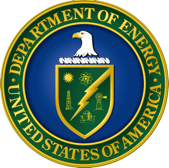 DEPARTMENT OF ENERGY
UNITED STATES OF AMERICA